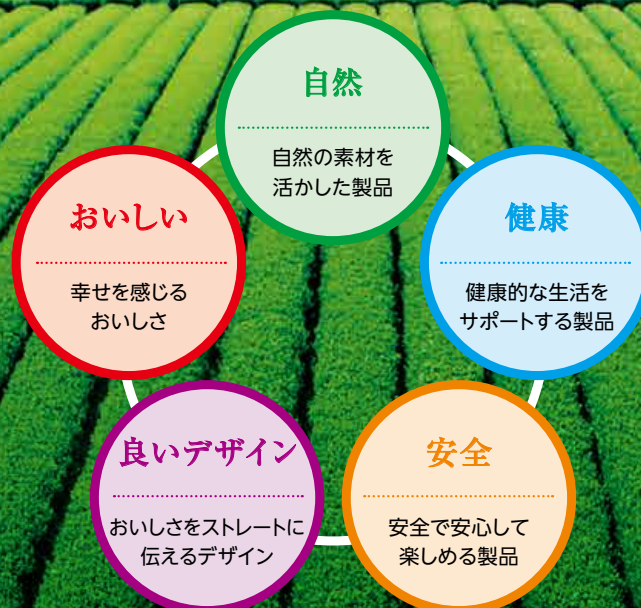 自然
自然の素材を
活かした製品
おいしい
幸せを感じる
おいしさ
健康
健康的な生活を
サポートする製品
良いデザイン
おいしさをストレートに
伝えるデザイン
安全
安全で安心して
楽しめる製品